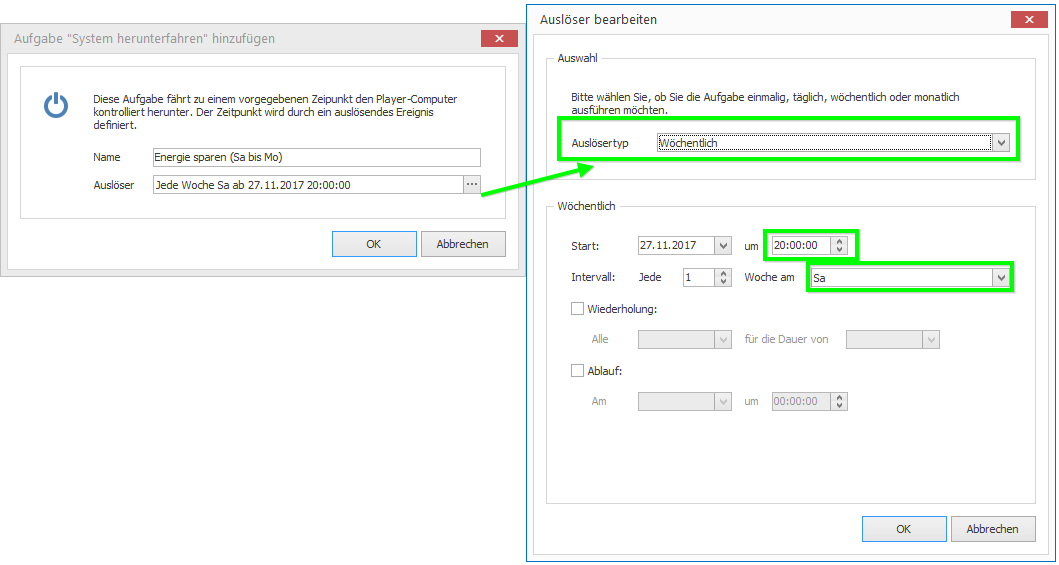 Aufgabe "System herunterfahren" hinzufügen
Diese Aufgabe fährt zu einem vorgegebenen Zeipunkt den Player-Computer
kontrolliert herunter. Der Zeitpunkt wird durch ein auslösendes Ereignis
definiert.
Name Energie sparen (Sa bis Mo)
Auslöser Jede Woche Sa ab 27.11.2017 20:00:00 ...
OK Abbrechen
Auslöser bearbeiten
Auswahl
Bitte wählen Sie, ob Sie die Aufgabe einmalig, täglich, wöchentlich oder monatlich
ausführen möchten.
Auslösertyp Wöchentlich
Wöchentlich
Start: 27.11.2017 um 20:00:00
Intervall: Jede 1 Woche am Sa
Wiederholung:
Alle für die Dauer von
Ablauf:
Am um 00:00:00
OK Abbrechen